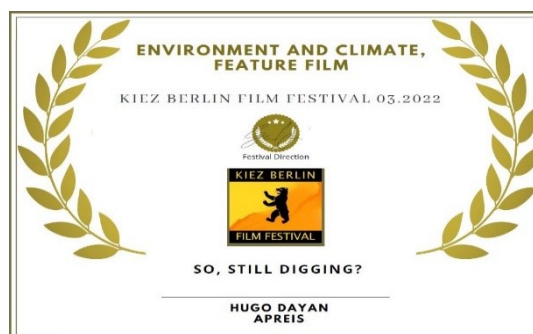 ENVIRONMENT AND CLIMATE,
FEATURE FILM
KIEZ BERLIN FILM FESTIVAL 03.2022
Festival Direction
KIEZ BERLIN
FILM FESTIVAL
SO, STILL DIGGING?
HUGO DAYAN
APREIS